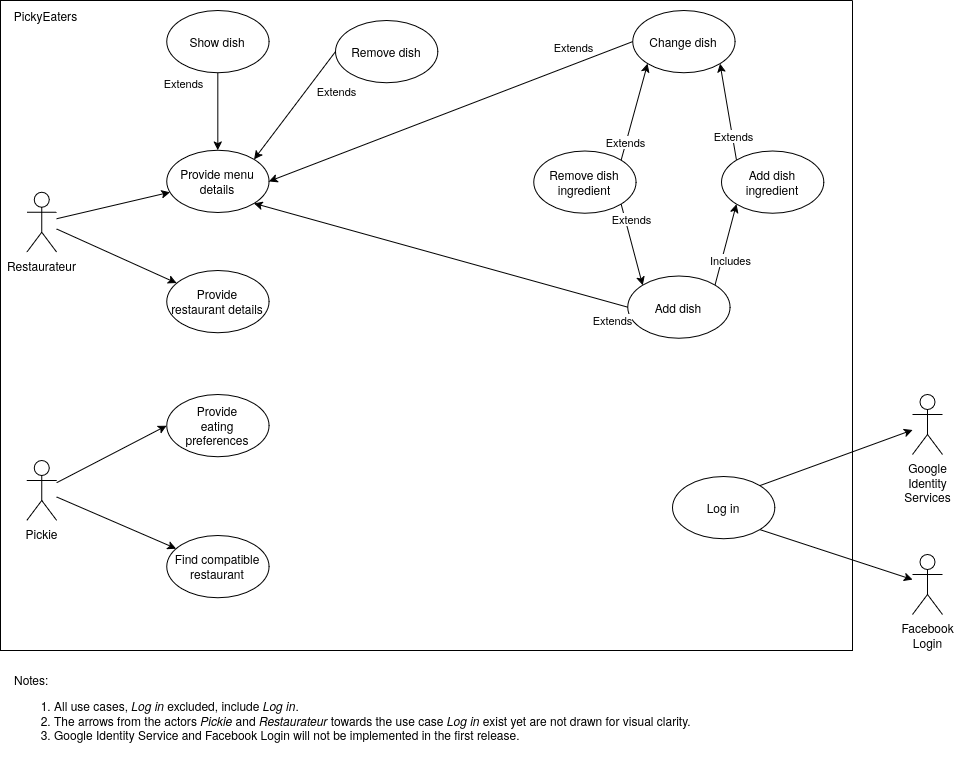 PickyEaters
Show dish
Remove dish
Change dish
Extends
Extends
Extends
Extends
Extends
Provide menu
details
Remove dish
ingredient
Add dish
ingredient
Extends
Restaurateur
Includes
Provide
restaurant details
Add dish
Extends
Provide
eating
preferences
Google
Identity
Services
Log in
Pickie
Find compatible
restaurant
Facebook
Login
Notes:
1. All use cases, Log in excluded, include Log in.
2. The arrows from the actors Pickie and Restaurateur towards the use case Log in exist yet are not drawn for visual clarity.
3. Google Identity Service and Facebook Login will not be implemented in the first release.